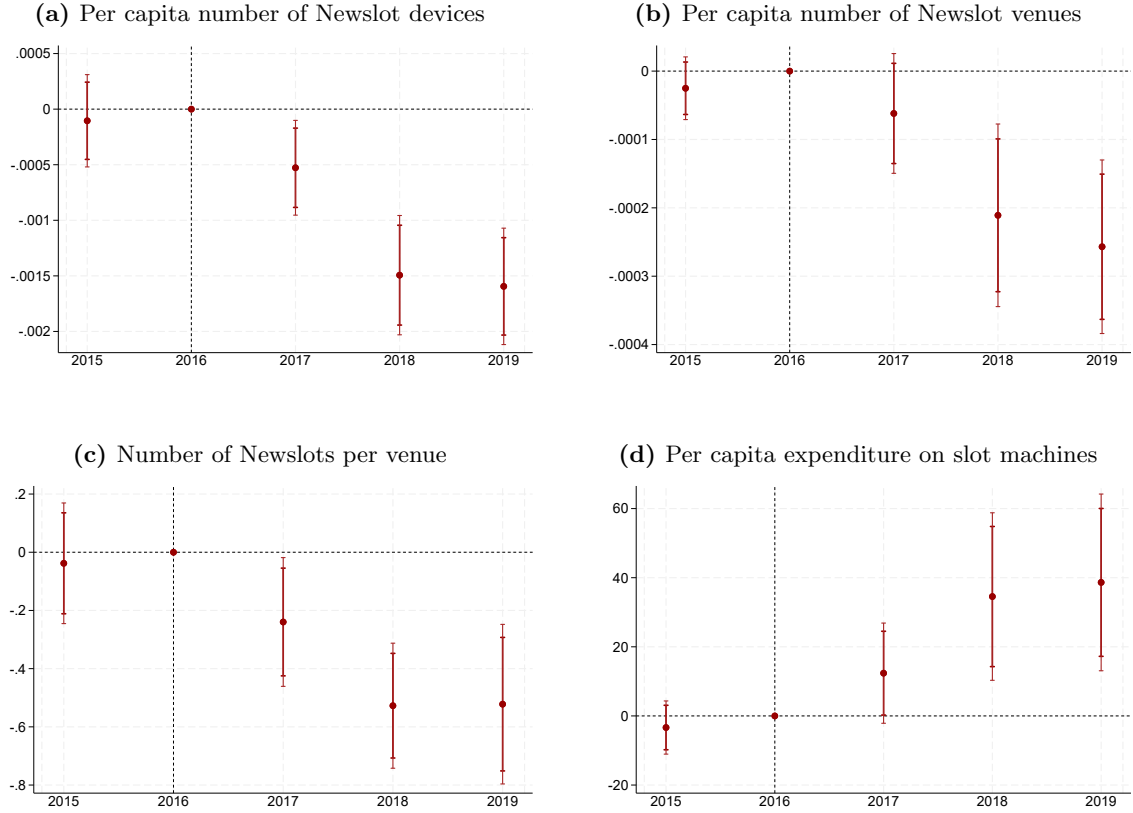 (a) Per capita number of Newslot devices
.0005
0
-.0005
-.001
-.0015
-.002
2015 2016 2017 2018 2019
(b) Per capita number of Newslot venues
0
-.0001
-.0002
-.0003
-.0004
2015 2016 2017 2018 2019
(c) Number of Newslots per venue
.2
0
-.2
-.4
-.6
-.8
2015 2016 2017 2018 2019
(d) Per capita expenditure on slot machines
60
40
20
0
-20
2015 2016 2017 2018 2019